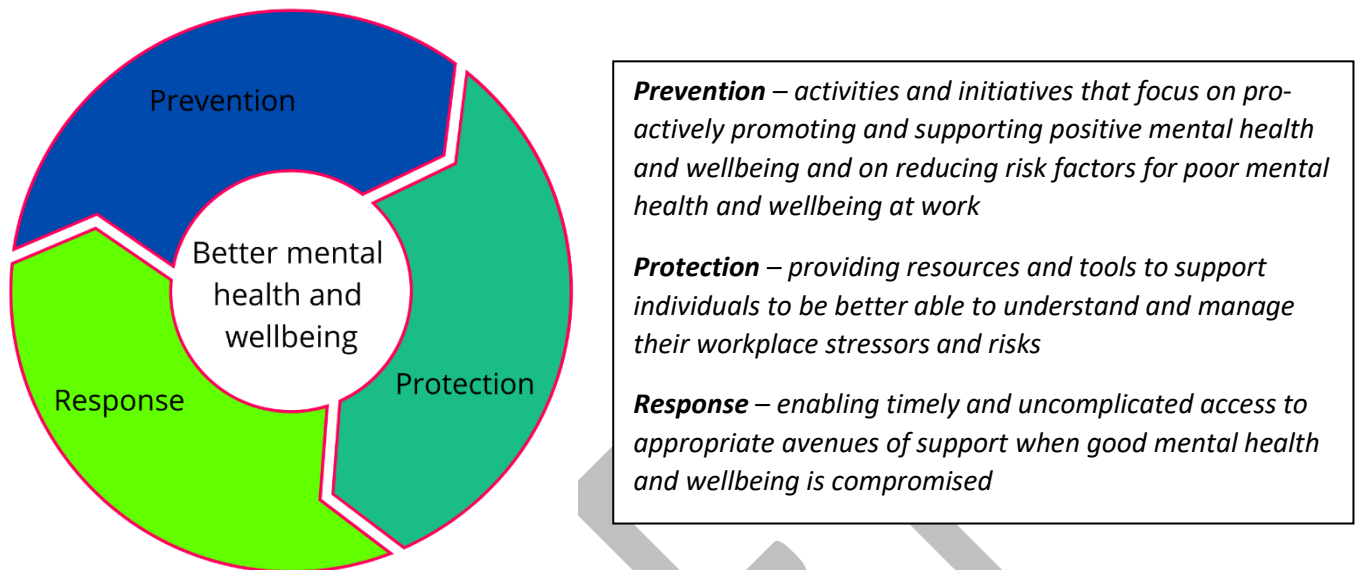 Prevention
Better mental
health and
wellbeing
Protection
Response
Prevention – activities and initiatives that focus on pro-
actively promoting and supporting positive mental health
and wellbeing and on reducing risk factors for poor mental
health and wellbeing at work
Protection – providing resources and tools to support
individuals to be better able to understand and manage
their workplace stressors and risks
Response – enabling timely and uncomplicated access to
appropriate avenues of support when good mental health
and wellbeing is compromised